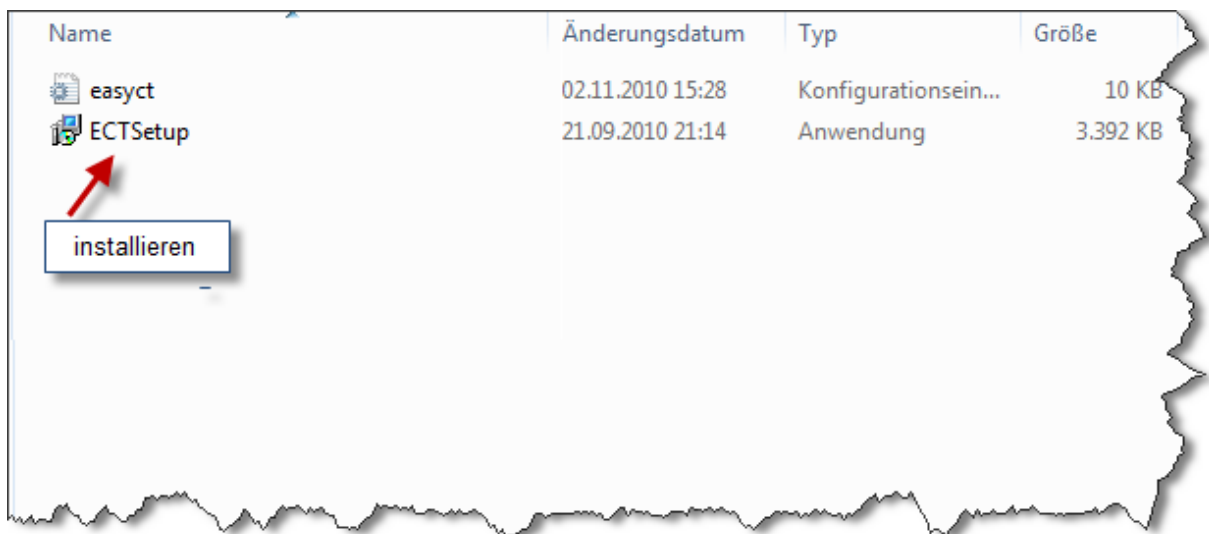 Name Änderungsdatum Typ Größe
easyct 02.11.2010 15:28 Konfigurationsein... 10 KB
ECTSetup 21.09.2010 21:14 Anwendung 3.392 KB
installieren